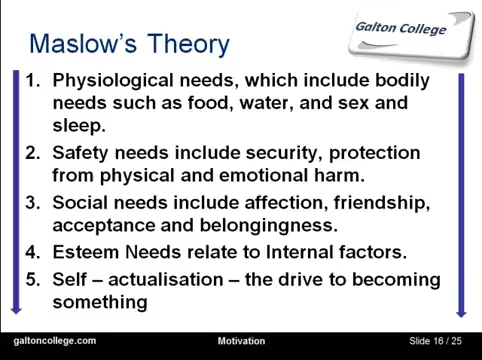 Maslow's Theory
Galton College
1. Physiological needs, which include bodily
needs such as food, water, and sex and
sleep.
2. Safety needs include security, protection
from physical and emotional harm.
3. Social needs include affection, friendship,
acceptance and belongingness.
4. Esteem Needs relate to Internal factors.
5. Self – actualisation – the drive to becoming
something
galtoncollege.com Motivation Slide 16 / 25